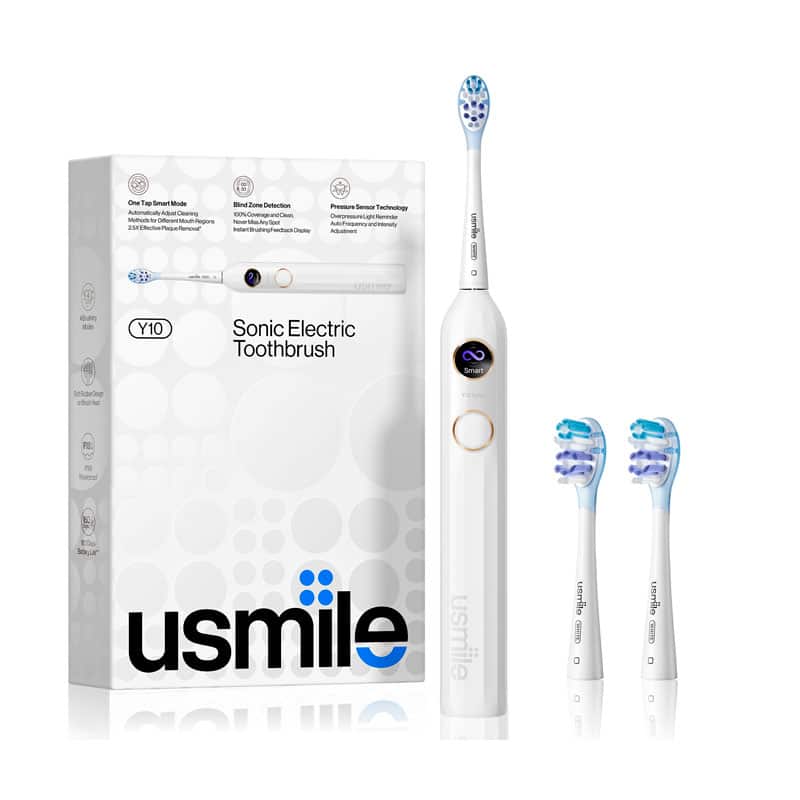 One Tap Smart Mode
Automatically Adjust Cleaning
Methods for Different Mouth Regions
2.5X Effective Plaque Removal*
Blind Zone Detection
100% Coverage and Clean,
Never Miss Any Spot
Instant Brushing Feedback Display
Pressure Sensor Technology
Overpressure Light Reminder
Auto Frequency and Intensity
Adjustment
Y10
Sonic Electric
Toothbrush
usmile
usmile
Smart
usmile
usmile
WHITE
usmile
WHITE